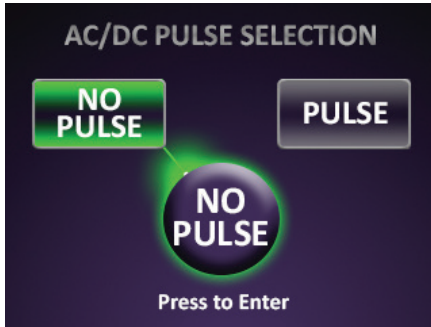 AC/DC PULSE SELECTION
NO
PULSE
PULSE
NO
PULSE
Press to Enter